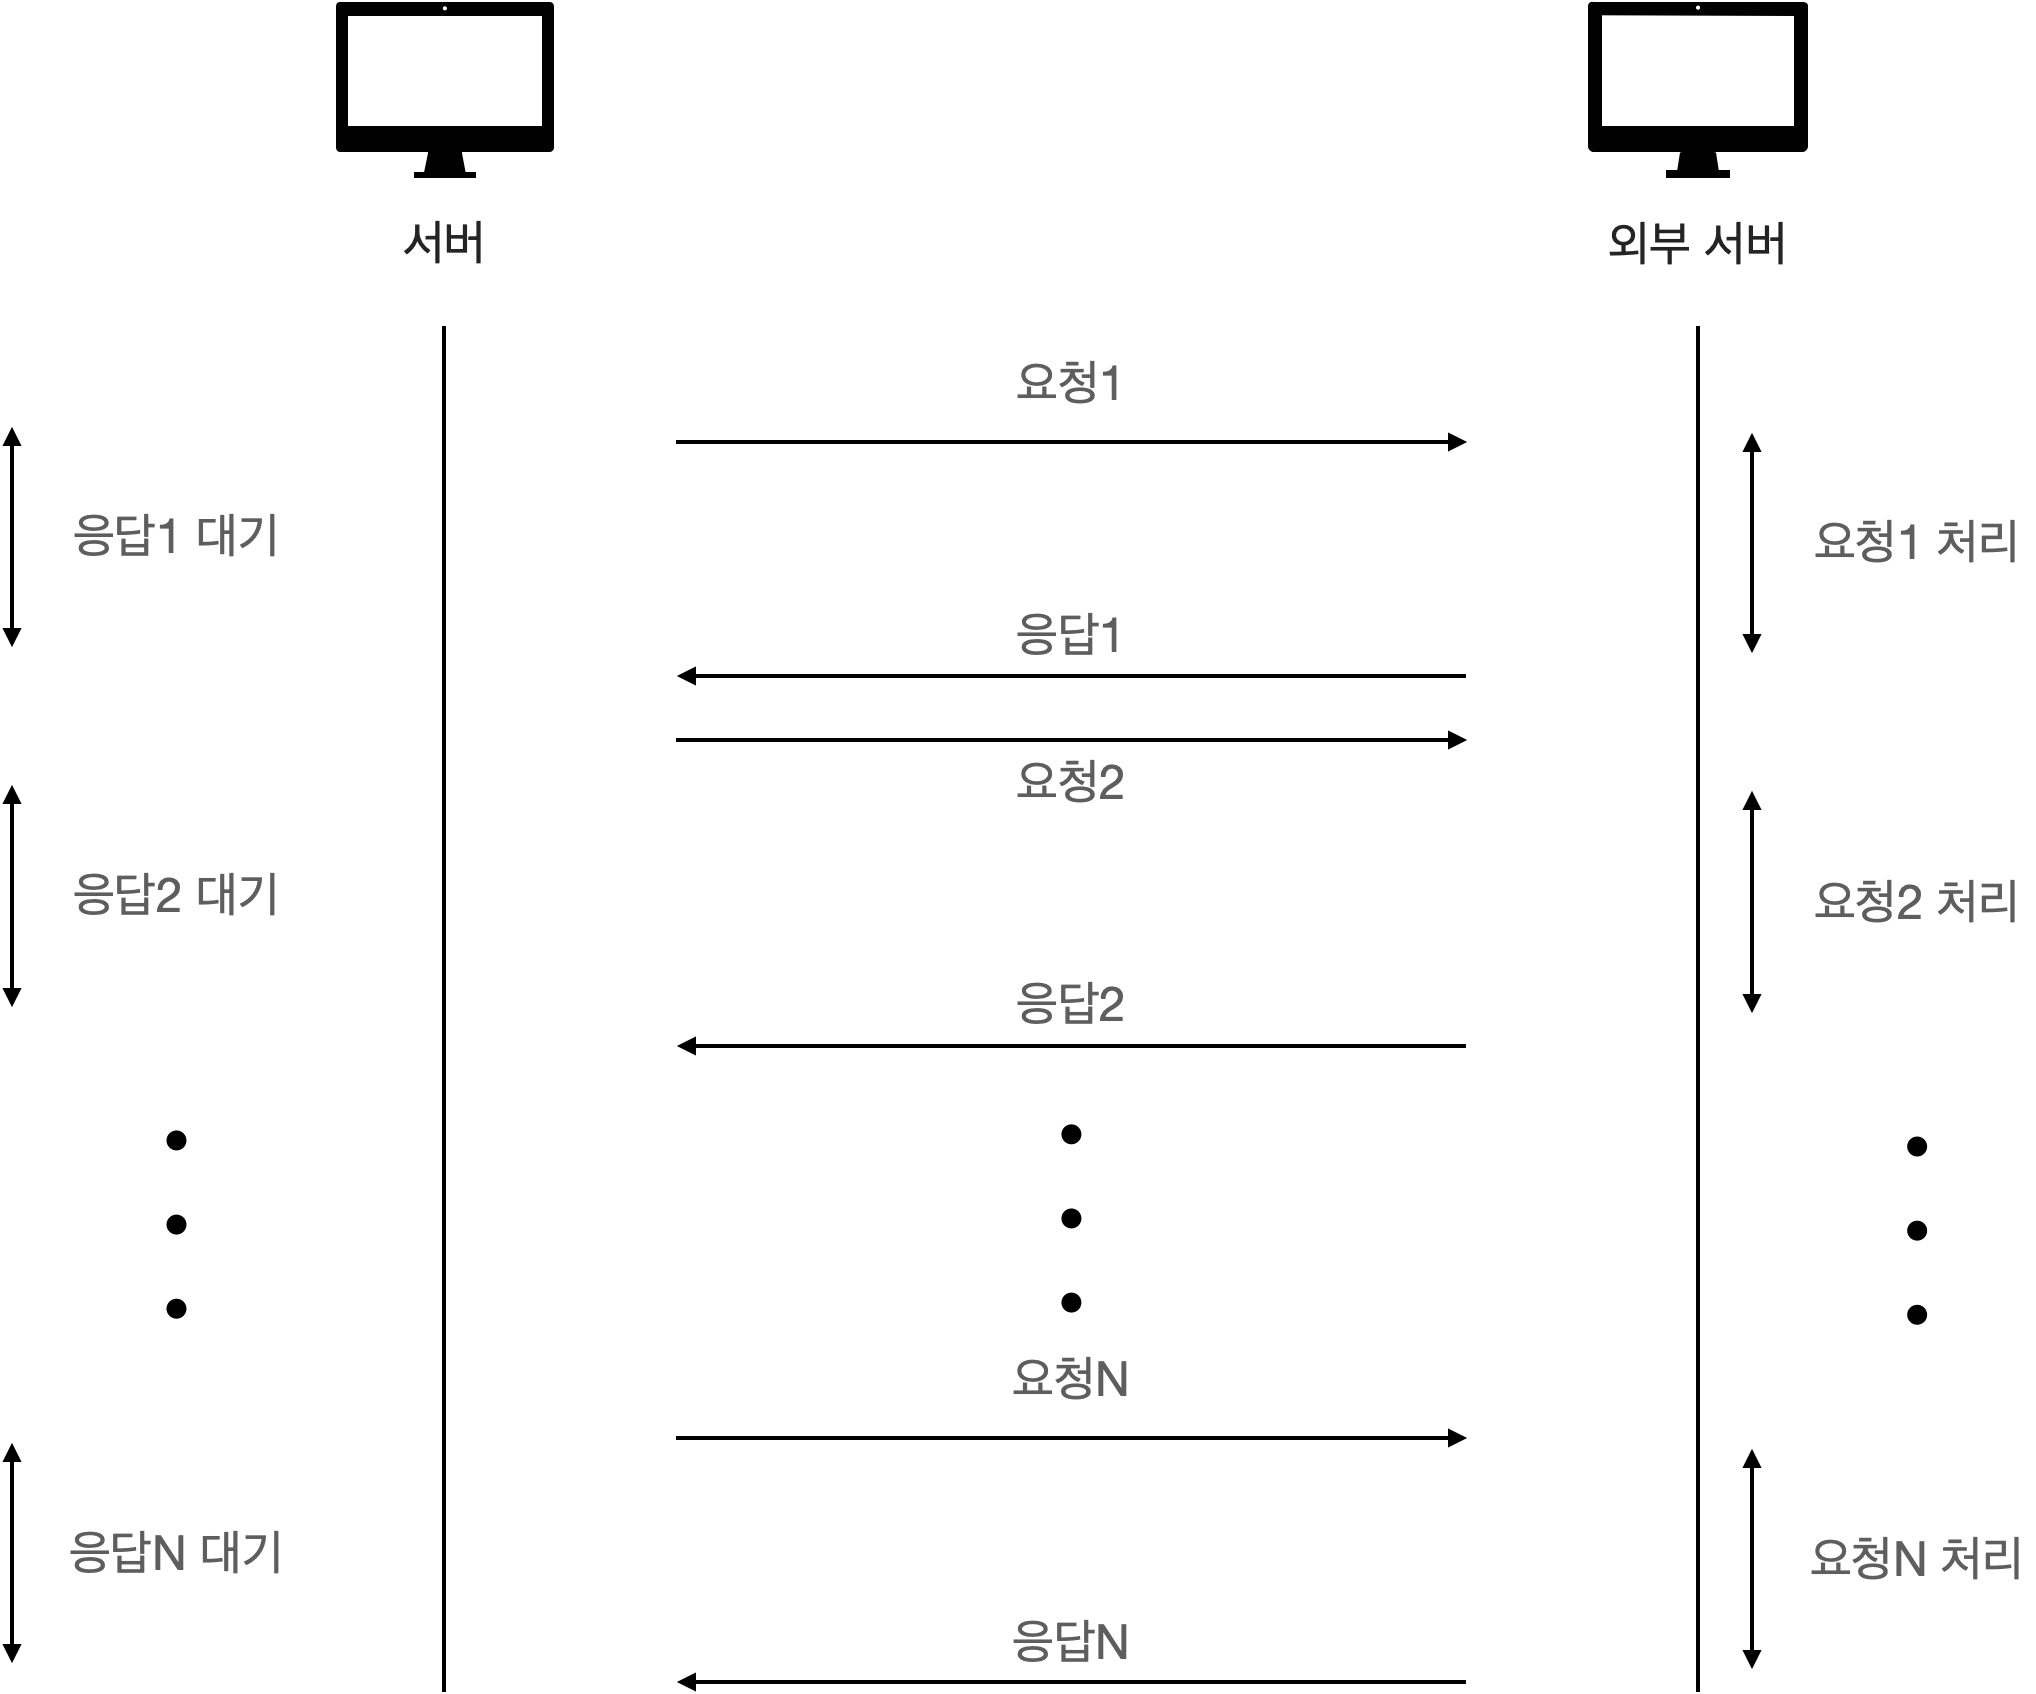 서버
외부 서버
요청1
응답1 대기
요청1 처리
응답1
요청2
응답2 대기
요청2 처리
응답2
요청N
응답N 대기
요청N 처리
응답N